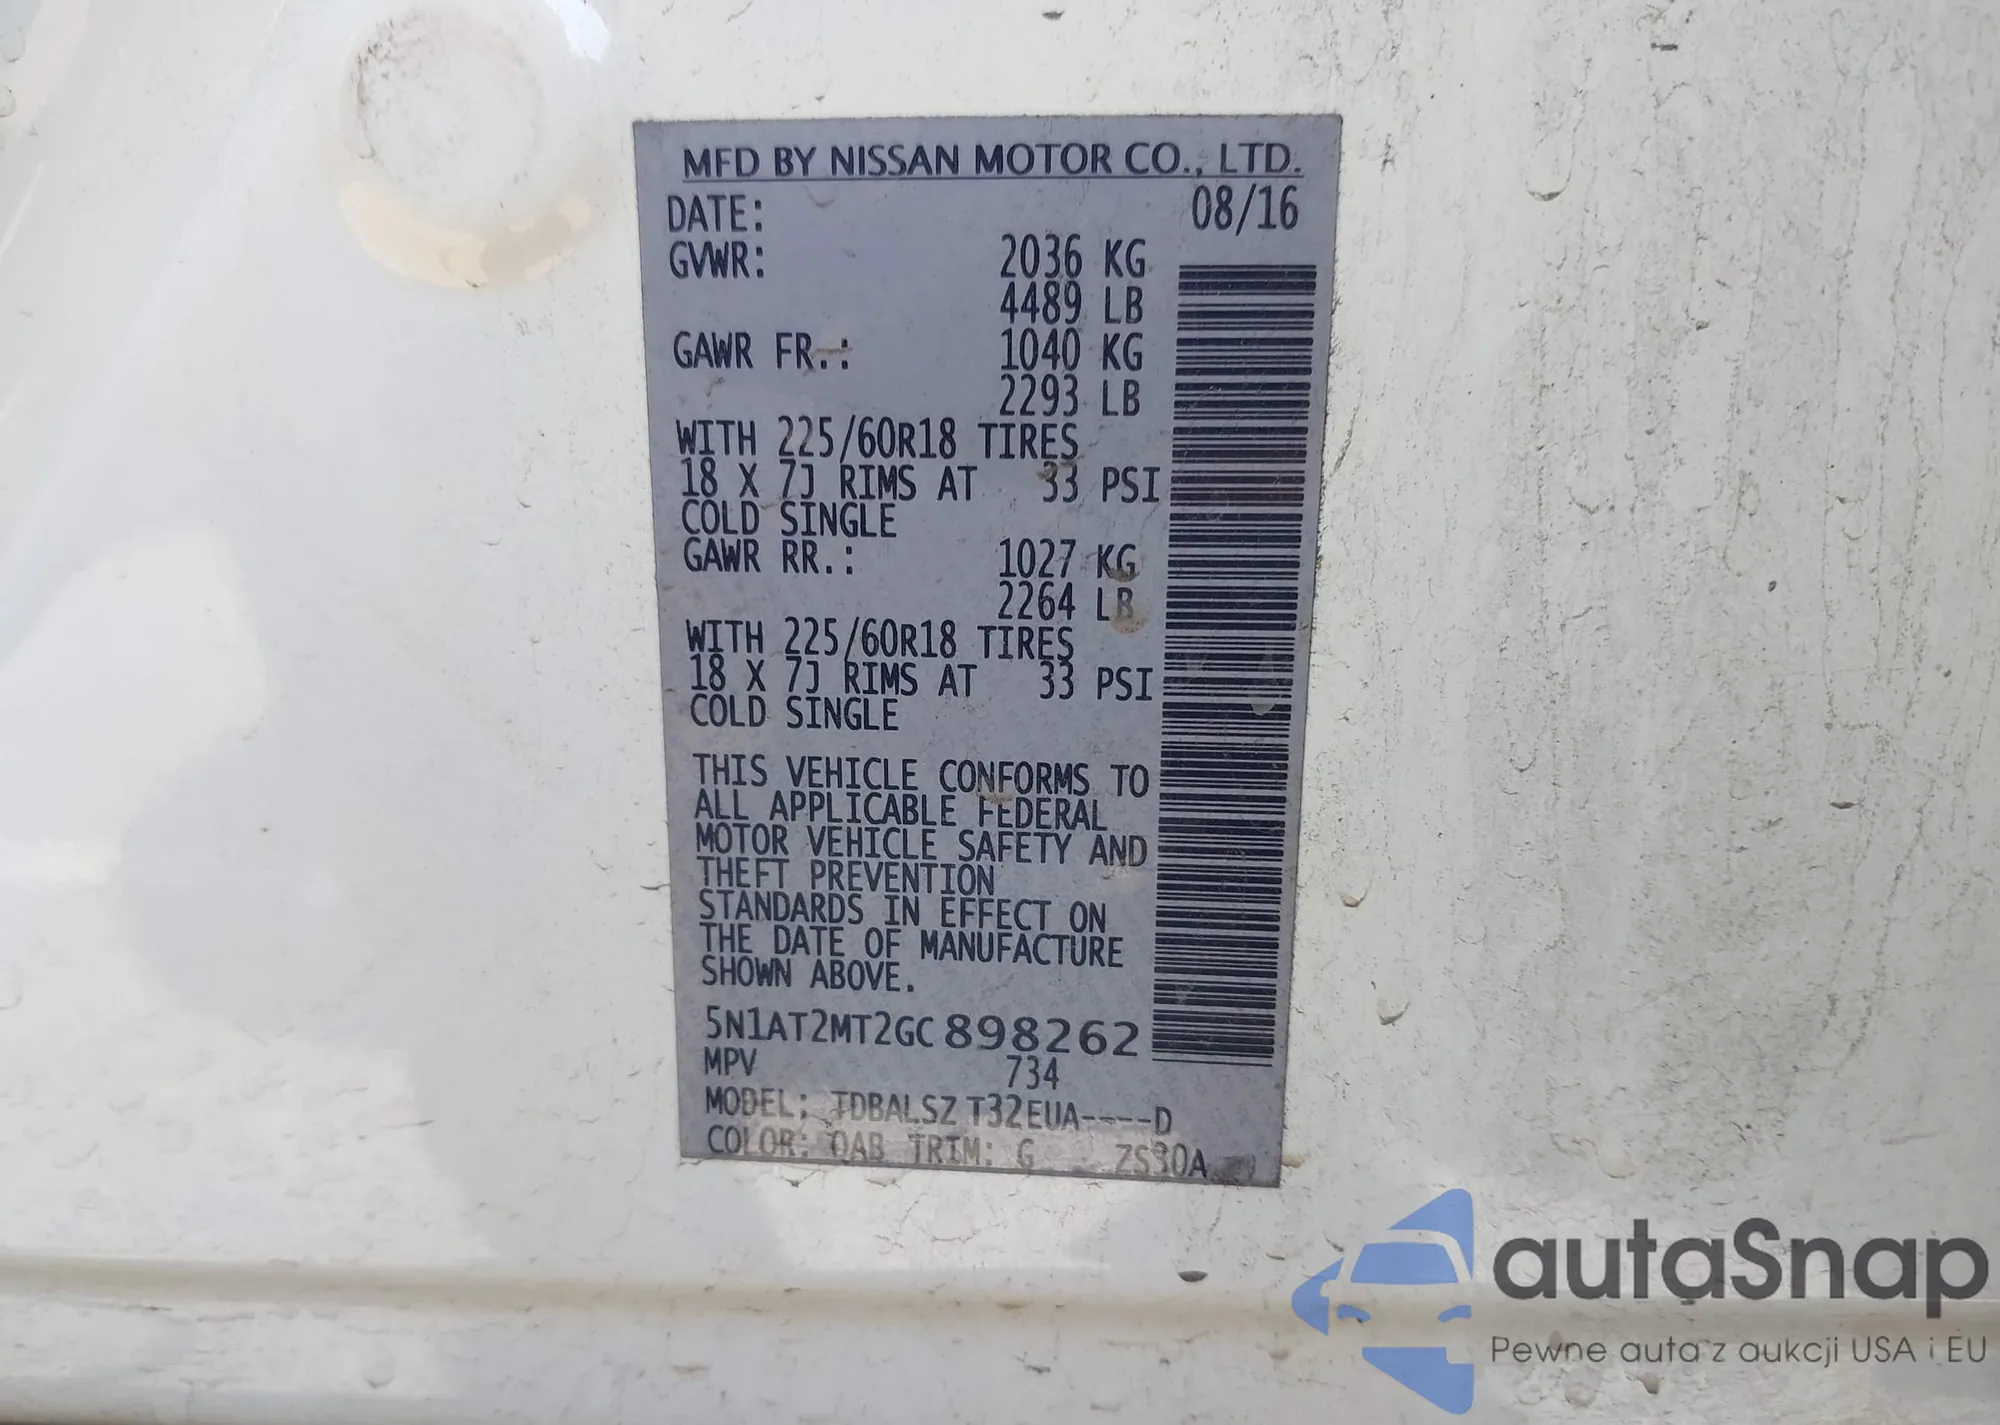 MFD BY NISSAN MOTOR CO., LTD.
DATE: 08/16
GVWR: 2036 KG
4489 LB
GAWR FR.: 1040 KG
2293 LB
WITH 225/60R18 TIRES
18 X 7J RIMS AT 33 PSI
COLD SINGLE
GAWR RR.: 1027 KG
2264 LB
WITH 225/60R18 TIRES
18 X 7J RIMS AT 33 PSI
COLD SINGLE
THIS VEHICLE CONFORMS TO
ALL APPLICABLE FEDERAL
MOTOR VEHICLE SAFETY AND
THEFT PREVENTION
STANDARDS IN EFFECT ON
THE DATE OF MANUFACTURE
SHOWN ABOVE.
5N1AT2MT2GC898262
MPV 734
MODEL: TDBALSZ T32EUA----D
COLOR: QAB TRIM: G ZS30A
autaSnap
Pewne auta z aukcji USA i EU